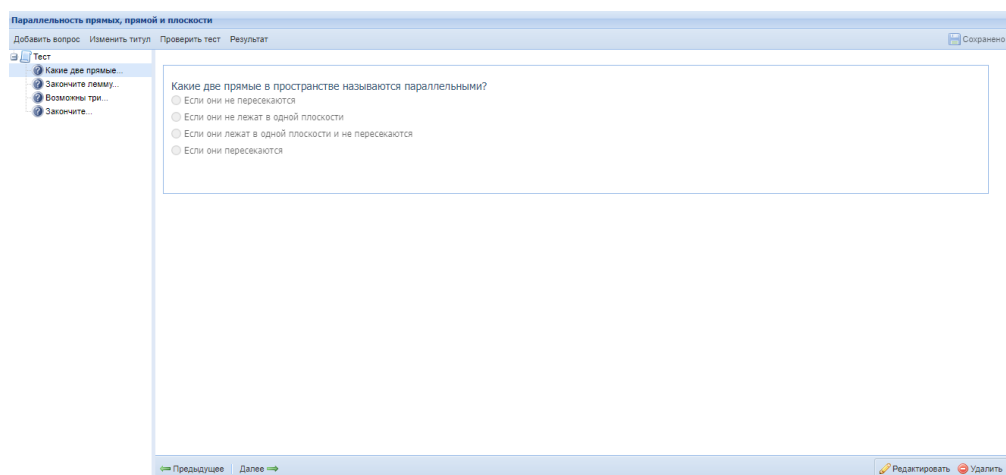 Параллельность прямых, прямой и плоскости
Добавить вопрос Изменить титул Проверить тест Результат Сохранено
Тест
Какие две прямые...
Закончите лемму...
Возможны три...
Закончите...
Какие две прямые в пространстве называются параллельными?
Если они не пересекаются
Если они не лежат в одной плоскости
Если они лежат в одной плоскости и не пересекаются
Если они пересекаются
Предыдущее Далее Редактировать Удалить